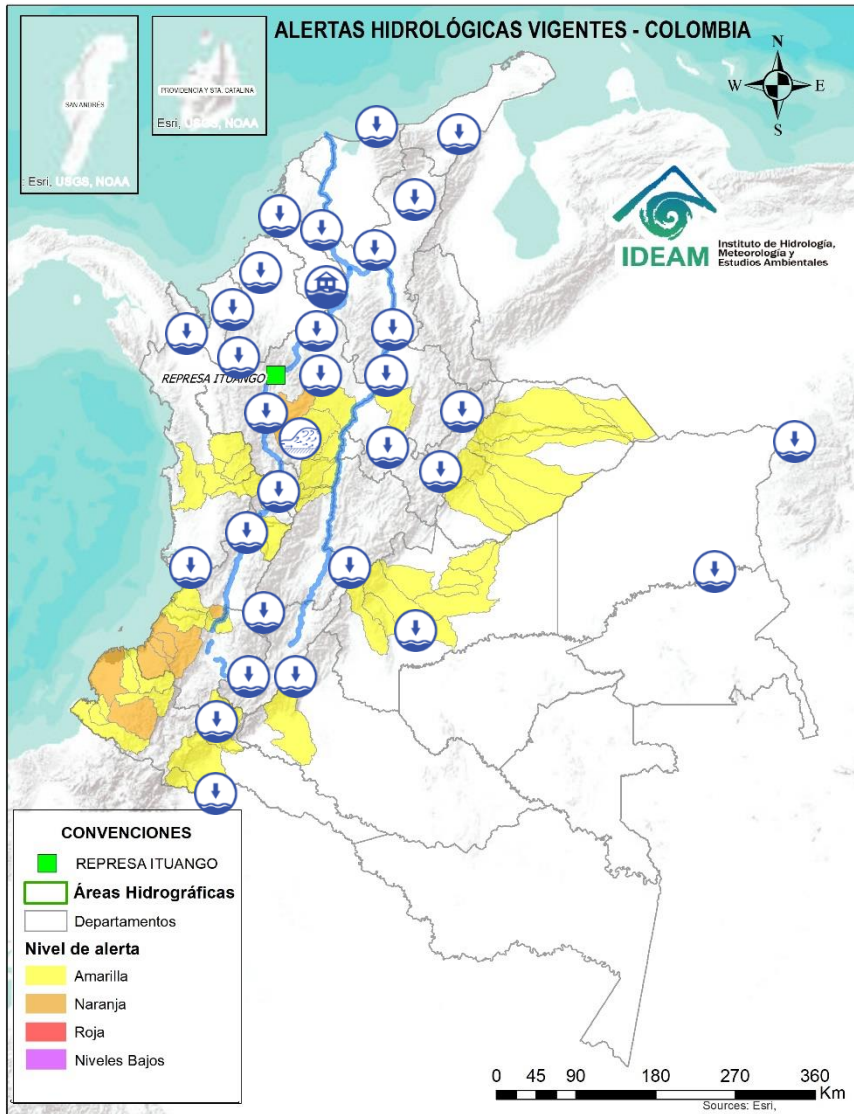 ALERTAS HIDROLÓGICAS VIGENTES - COLOMBIA
SAN ANDRÉS
Esri, USGS, NOAA
PROVIDENCIA Y STA. CATALINA
Esri, USGS, NOAA
N
W
E
S
IDEAM
Instituto de Hidrología,
Meteorología y
Estudios Ambientales
REPRESA ITUANGO
CONVENCIONES
REPRESA ITUANGO
Áreas Hidrográficas
Departamentos
Nivel de alerta
Amarilla
Naranja
Roja
Niveles Bajos
0 45 90 180 270 360
Km
Sources: Esri,